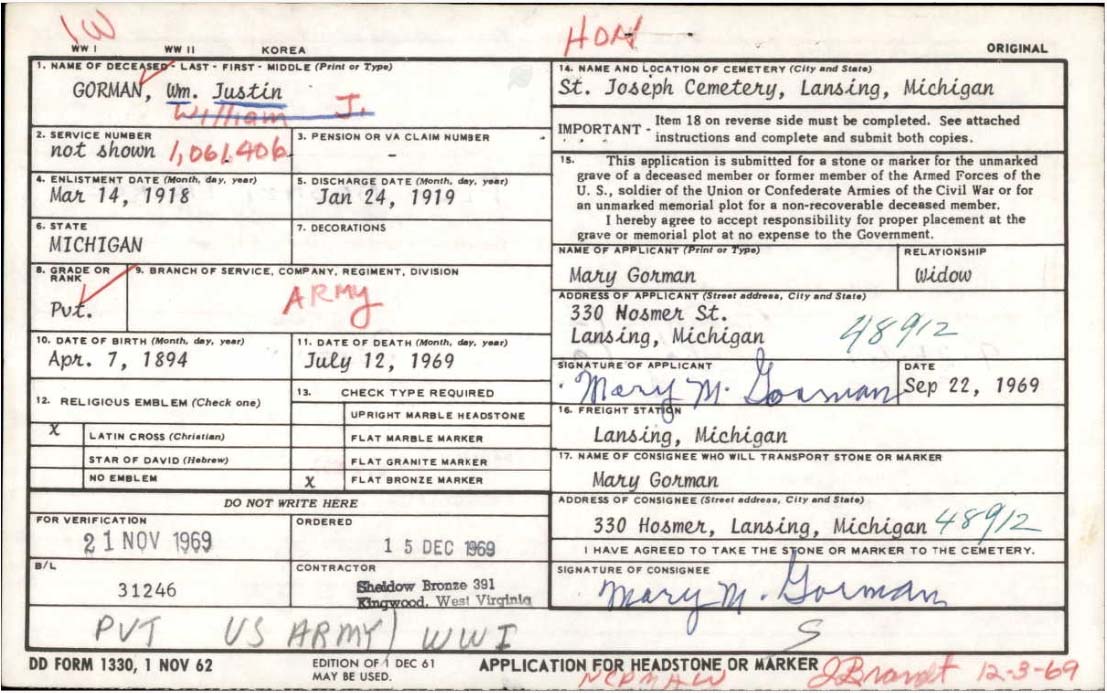 1W HON
WW I WW II KOREA ORIGINAL
1. NAME OF DECEASED - LAST - FIRST - MIDDLE (Print or Type)
GORMAN, Wm. Justin
William J.
2. SERVICE NUMBER
not shown 1,061,406
3. PENSION OR VA CLAIM NUMBER
-
4. ENLISTMENT DATE (Month, day, year)
Mar 14, 1918
5. DISCHARGE DATE (Month, day, year)
Jan 24, 1919
6. STATE
MICHIGAN
7. DECORATIONS
8. GRADE OR
RANK
Pvt.
9. BRANCH OF SERVICE, COMPANY, REGIMENT, DIVISION
ARMY
10. DATE OF BIRTH (Month, day, year)
Apr. 7, 1894
11. DATE OF DEATH (Month, day, year)
July 12, 1969
12. RELIGIOUS EMBLEM (Check one)
X LATIN CROSS (Christian)
STAR OF DAVID (Hebrew)
NO EMBLEM
13. CHECK TYPE REQUIRED
UPRIGHT MARBLE HEADSTONE
FLAT MARBLE MARKER
FLAT GRANITE MARKER
X FLAT BRONZE MARKER
DO NOT WRITE HERE
FOR VERIFICATION
21 NOV 1969
ORDERED
15 DEC 1969
B/L
31246
CONTRACTOR
Sheldow Bronze 391
Kingwood, West Virginia
14. NAME AND LOCATION OF CEMETERY (City and State)
St. Joseph Cemetery, Lansing, Michigan
IMPORTANT - Item 18 on reverse side must be completed. See attached
instructions and complete and submit both copies.
15. This application is submitted for a stone or marker for the unmarked
grave of a deceased member or former member of the Armed Forces of the
U. S., soldier of the Union or Confederate Armies of the Civil War or for
an unmarked memorial plot for a non-recoverable deceased member.
I hereby agree to accept responsibility for proper placement at the
grave or memorial plot at no expense to the Government.
NAME OF APPLICANT (Print or Type)
Mary Gorman
RELATIONSHIP
Widow
ADDRESS OF APPLICANT (Street address, City and State)
330 Hosmer St.
Lansing, Michigan 48912
SIGNATURE OF APPLICANT
Mary M. Gorman
DATE
Sep 22, 1969
16. FREIGHT STATION
Lansing, Michigan
17. NAME OF CONSIGNEE WHO WILL TRANSPORT STONE OR MARKER
Mary Gorman
ADDRESS OF CONSIGNEE (Street address, City and State)
330 Hosmer, Lansing, Michigan 48912
I HAVE AGREED TO TAKE THE STONE OR MARKER TO THE CEMETERY.
SIGNATURE OF CONSIGNEE
Mary M. Gorman
PVT US ARMY) WWI S
DD FORM 1330, 1 NOV 62
EDITION OF 1 DEC 61
MAY BE USED.
APPLICATION FOR HEADSTONE OR MARKER
JBrandt 12-3-69